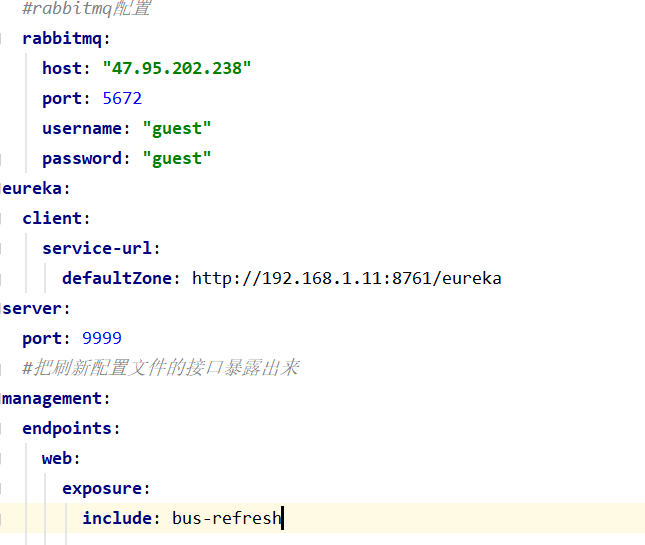 #rabbitmq配置
rabbitmq:
host: "47.95.202.238"
port: 5672
username: "guest"
password: "guest"
eureka:
client:
service-url:
defaultZone: http://192.168.1.11:8761/eureka
server:
port: 9999
#把刷新配置文件的接口暴露出来
management:
endpoints:
web:
exposure:
include: bus-refresh